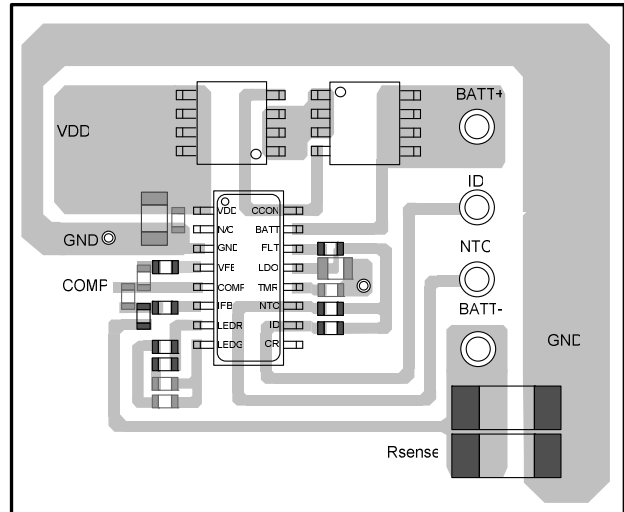 BATT+
VDD
ID
VDD CCON
N/C BATT
GND
GND FLT
NTC
VFB LDO
COMP
COMP TMR
IFB NTC
BATT-
LEDR ID
LEDG CR
GND
Rsense